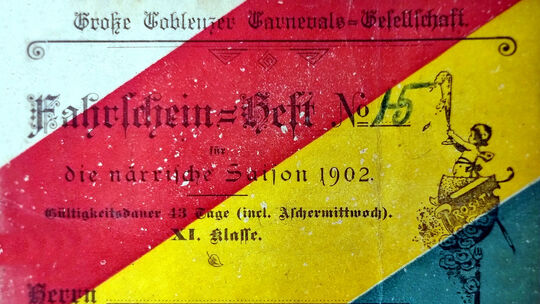 Große Coblenzer Carnevals=Gesellschaft.
Fahrschein=Heft No 15
für
die närrische Saison 1902.
Gültigkeitsdauer 43 Tage (incl. Aschermittwoch).
XI. Klasse.
PROSIT
Herrn